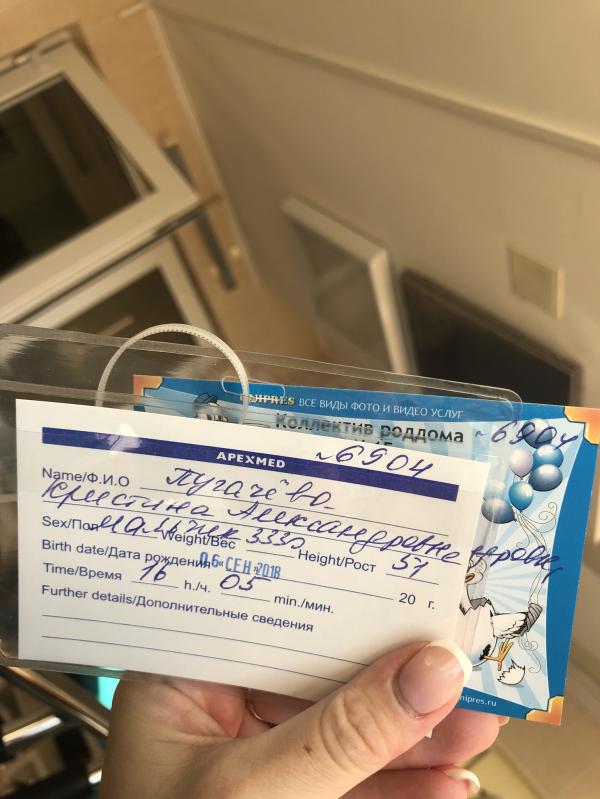 ВСЕ ВИДЫ ФОТО И ВИДЕО УСЛУГ
Коллектив роддома
№6904
APEXMED
№6904
Name/Ф.И.О Пугачёва
Кристина Александровна
Sex/Пол мальчик Weight/Вес 3330 Height/Рост 51
Birth date/Дата рождения « 06 СЕН 2018 20 г.
Time/Время 16 h./ч. 05 min./мин.
Further details/Дополнительные сведения
nipres.ru